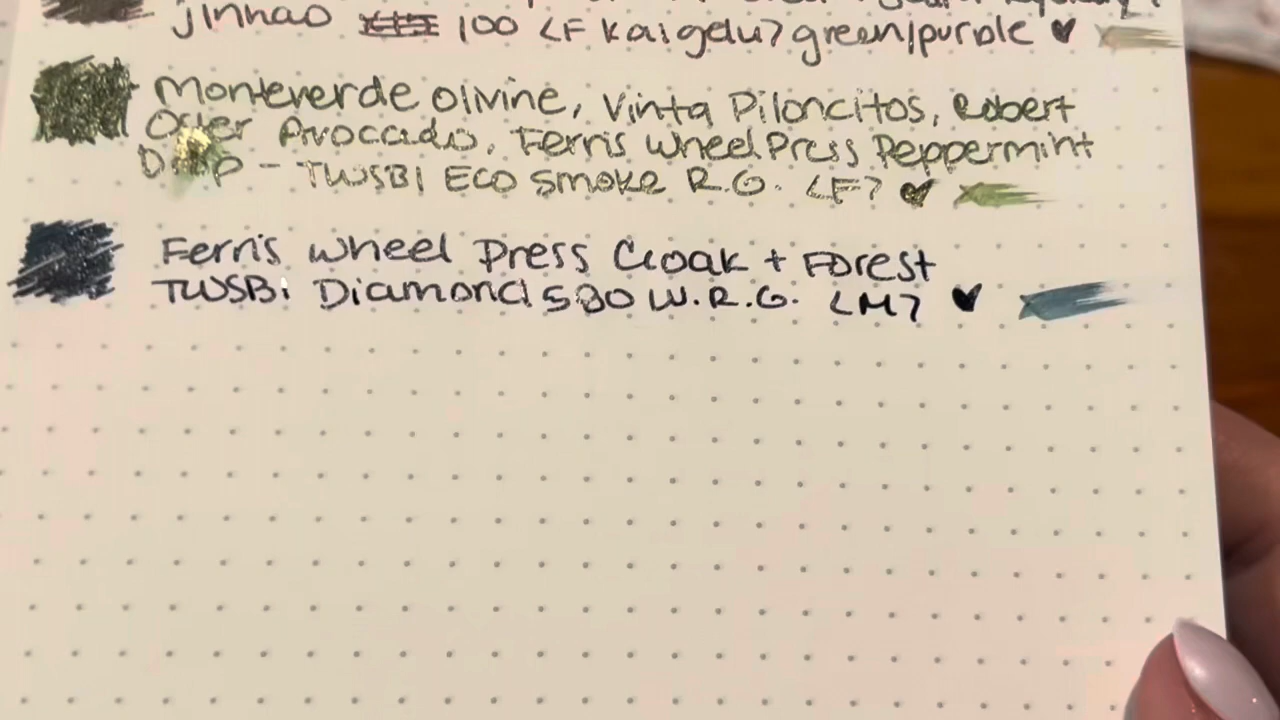 jinhao 100 <F kaigelu> green/purple ♥
Monteverde Olivine, Vinta Piloncitos, Robert
Oster Avocado, Ferris Wheel Press Peppermint
Drop - TWSBI ECO Smoke R.G. <F> ♥
Ferris Wheel Press Cloak + Forest
TWSBi Diamond 580 W.R.G. <M> ♥